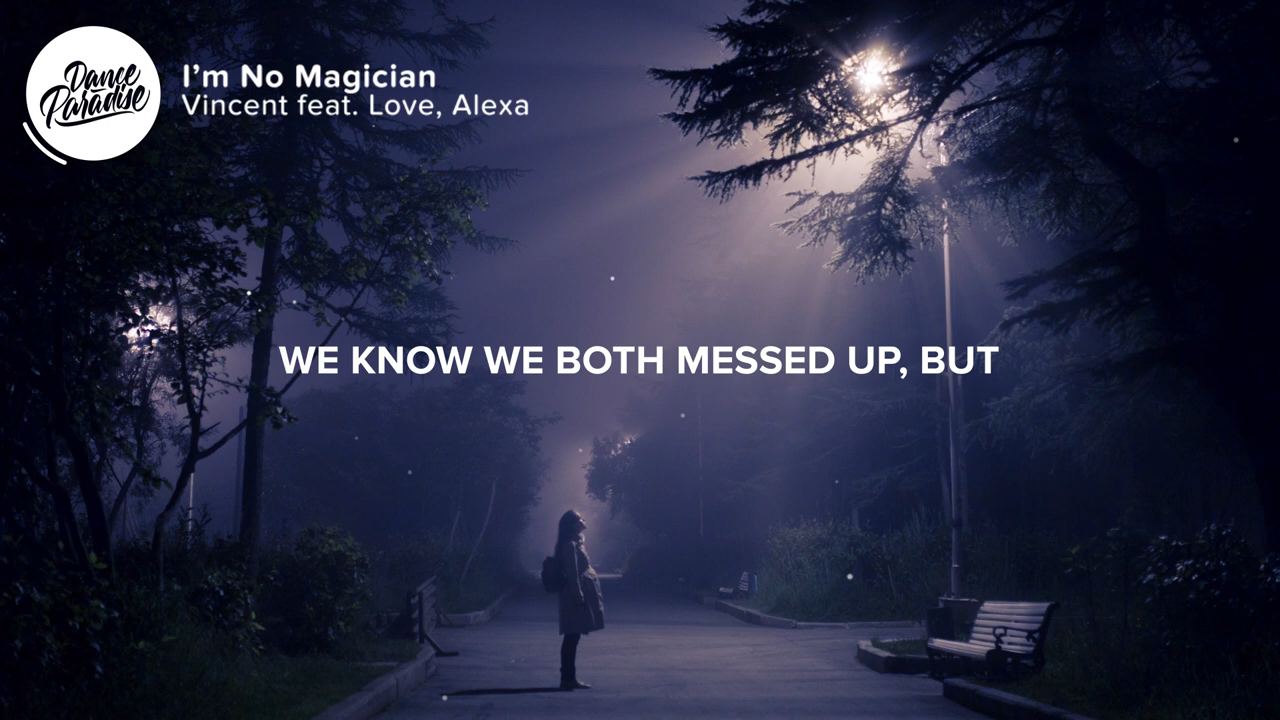 Dance
Paradise
I'm No Magician
Vincent feat. Love, Alexa
WE KNOW WE BOTH MESSED UP, BUT